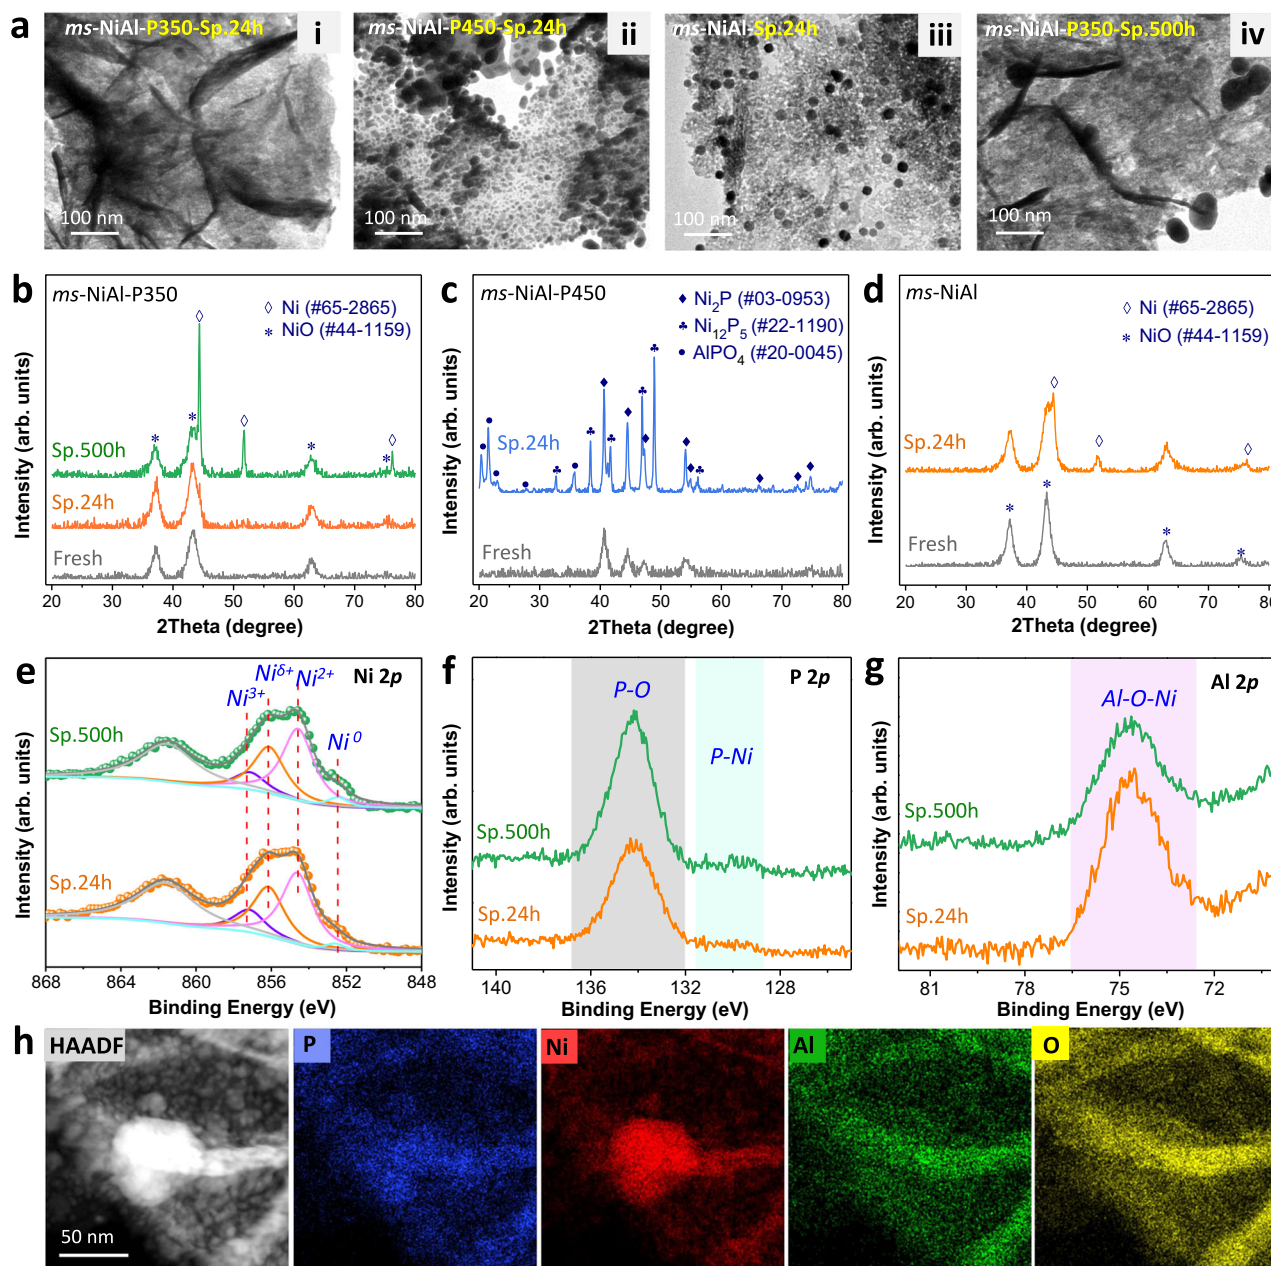 a
ms-NiAl-P350-Sp.24h
i
100 nm
ms-NiAl-P450-Sp.24h
ii
100 nm
ms-NiAl-Sp.24h
iii
100 nm
ms-NiAl-P350-Sp.500h
iv
100 nm
b
ms-NiAl-P350
◊ Ni (#65-2865)
* NiO (#44-1159)
Sp.500h
Sp.24h
Fresh
Intensity (arb. units)
20 30 40 50 60 70 80
2Theta (degree)
c
ms-NiAl-P450
♦ Ni2P (#03-0953)
♣ Ni12P5 (#22-1190)
● AlPO4 (#20-0045)
Sp.24h
Fresh
Intensity (arb. units)
20 30 40 50 60 70 80
2Theta (degree)
d
ms-NiAl
◊ Ni (#65-2865)
* NiO (#44-1159)
Sp.24h
Fresh
Intensity (arb. units)
20 30 40 50 60 70 80
2Theta (degree)
e
Ni 2p
Ni3+
Niδ+
Ni2+
Ni0
Sp.500h
Sp.24h
Intensity (arb. units)
868 864 860 856 852 848
Binding Energy (eV)
f
P 2p
P-O
P-Ni
Sp.500h
Sp.24h
Intensity (arb. units)
140 136 132 128
Binding Energy (eV)
g
Al 2p
Al-O-Ni
Sp.500h
Sp.24h
Intensity (arb. units)
81 78 75 72
Binding Energy (eV)
h
HAADF
50 nm
P
Ni
Al
O